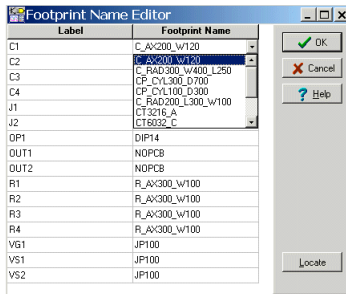 Footprint Name Editor
Label Footprint Name
C1 C_AX200_W120
C2 C_AX200_W120
C3 C_RAD300_W400_L250
CP_CYL300_D700
C4 CP_CYL100_D300
J1 C_RAD200_L300_W100
CT3216_A
J2 CT6032_C
OP1 DIP14
OUT1 NOPCB
OUT2 NOPCB
R1 R_AX300_W100
R2 R_AX300_W100
R3 R_AX300_W100
R4 R_AX300_W100
VG1 JP100
VS1 JP100
VS2 JP100
OK
Cancel
Help
Locate